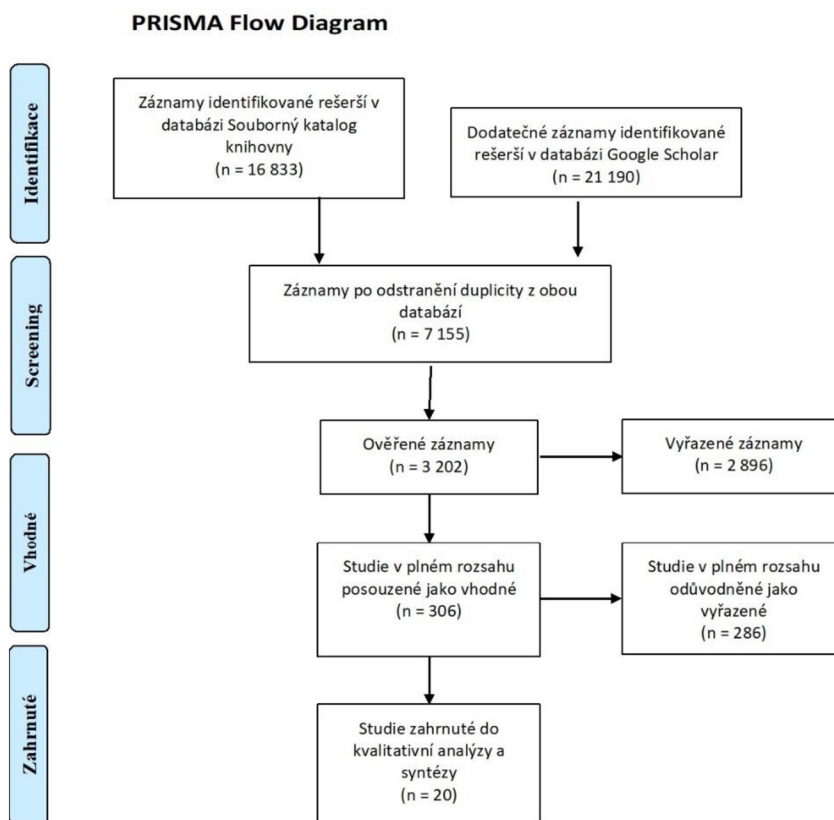 PRISMA Flow Diagram
Identifikace
Záznamy identifikované rešerší v
databázi Souborný katalog
knihovny
(n = 16 833)
Dodatečné záznamy identifikované
rešerší v databázi Google Scholar
(n = 21 190)
Screening
Záznamy po odstranění duplicity z obou
databází
(n = 7 155)
Ověřené záznamy
(n = 3 202)
Vyřazené záznamy
(n = 2 896)
Vhodné
Studie v plném rozsahu
posouzené jako vhodné
(n = 306)
Studie v plném rozsahu
odůvodněné jako
vyřazené
(n = 286)
Zahrnuté
Studie zahrnuté do
kvalitativní analýzy a
syntézy
(n = 20)